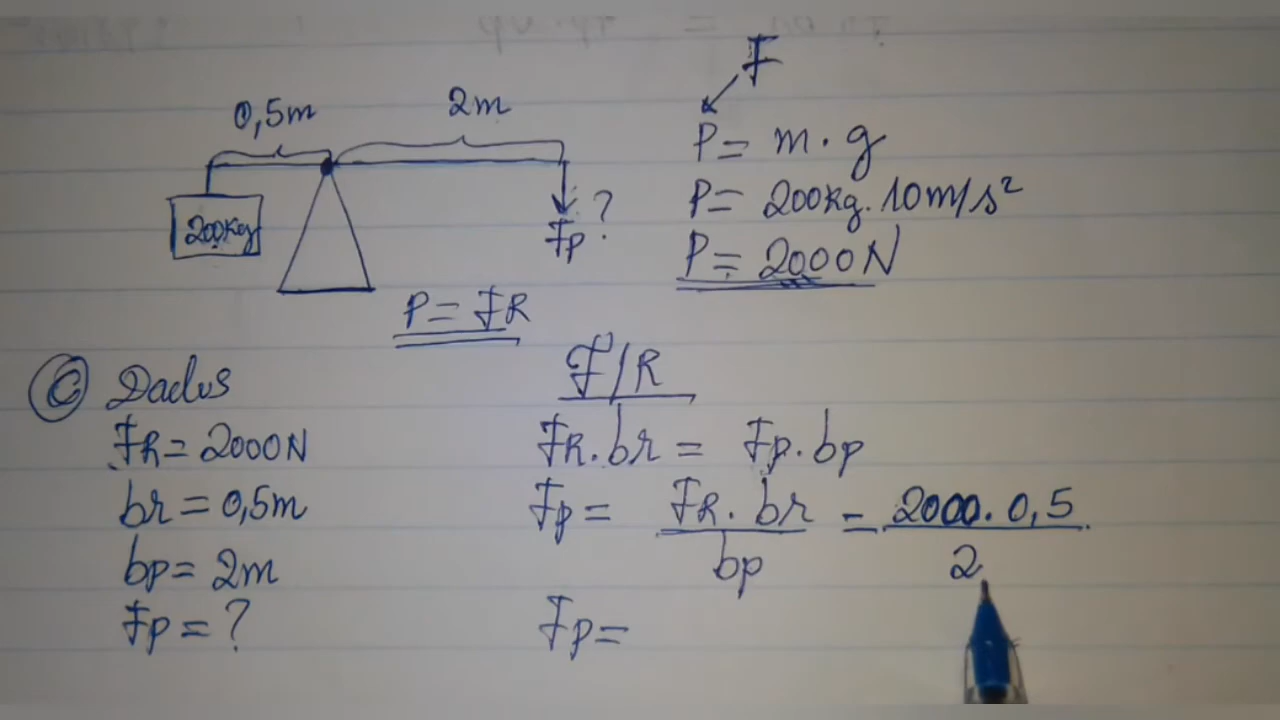 0,5m 2m
F
P = m . g
200Kg
Fp ?
P = 200Kg . 10m/s²
P = 2000N
P = FR
C Dados
F/R
FR = 2000N
FR . br = Fp . bp
br = 0,5m
Fp = FR . br / bp = 2000 . 0,5 / 2
bp = 2m
Fp = ?
Fp =